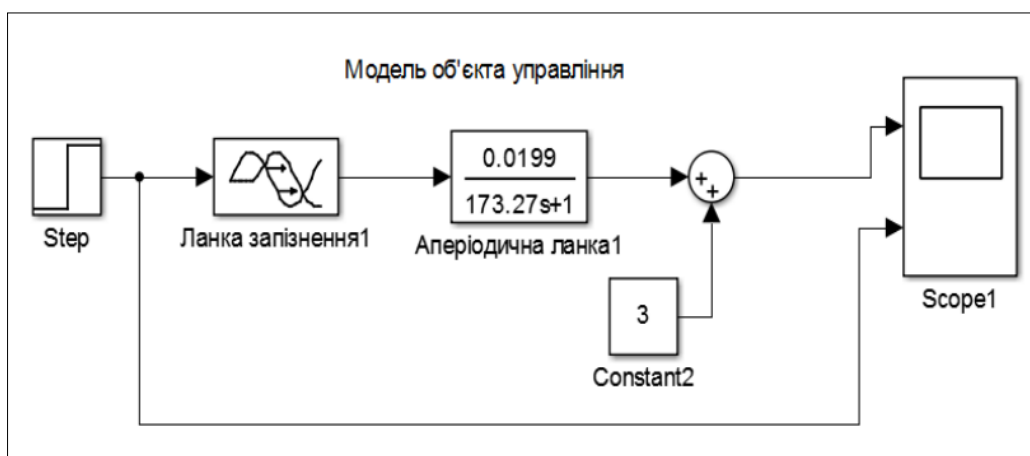 Модель об'єкта управління
Step
Ланка запізнення1
0.0199
173.27s+1
Аперіодична ланка1
+
+
3
Constant2
Scope1